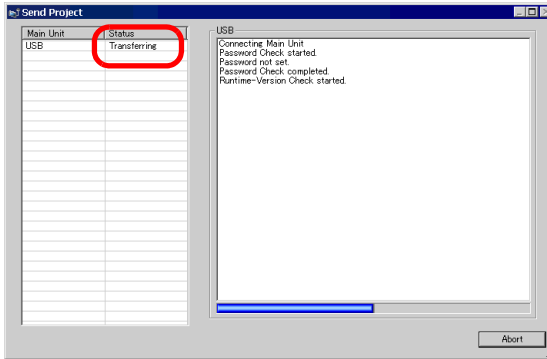 Send Project
Main Unit Status
USB Transferring
USB
Connecting Main Unit
Password Check started.
Password not set.
Password Check completed.
Runtime-Version Check started.
Abort